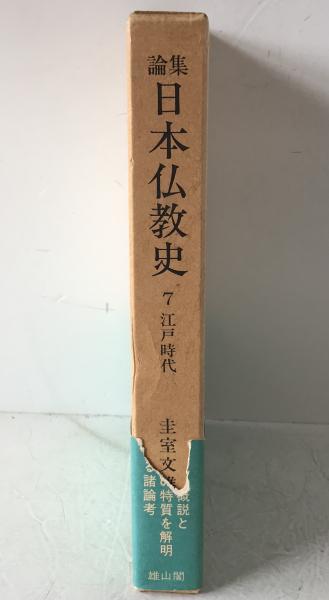 論集
日本仏教史
7 江戸時代
圭室文
概説と
の特質を解明
る諸論考
雄山閣